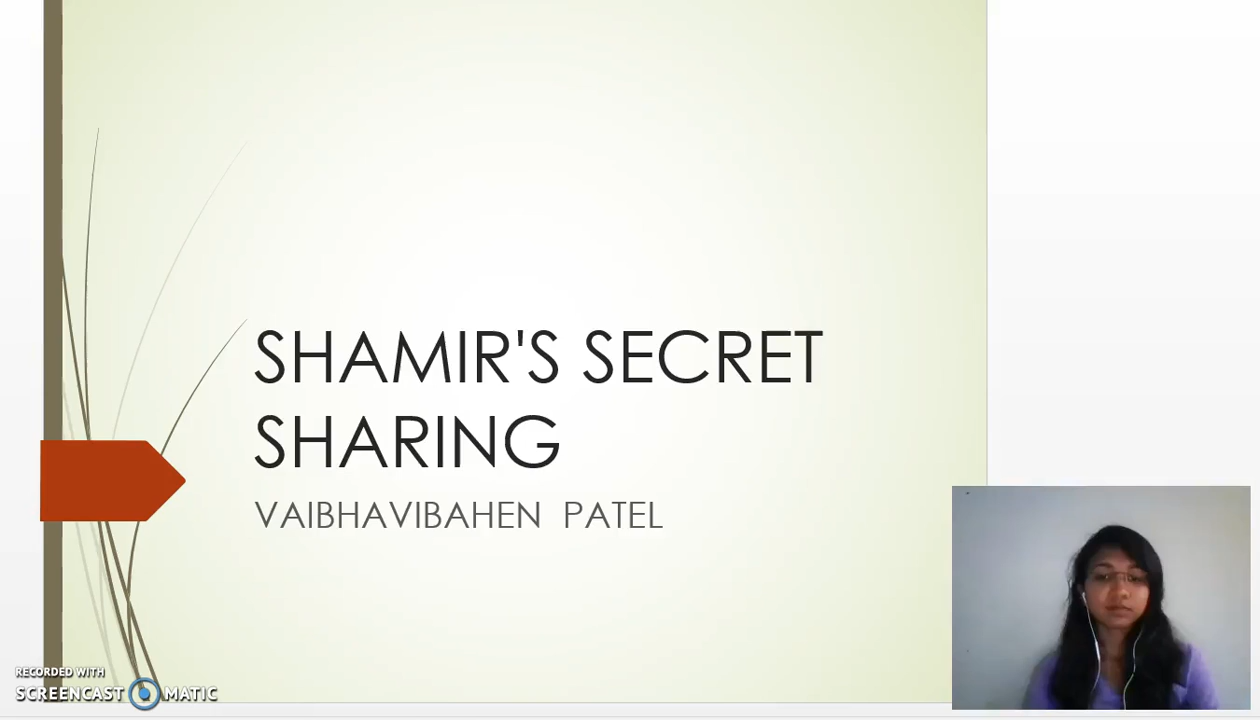 SHAMIR'S SECRET
SHARING
VAIBHAVIBAHEN PATEL
RECORDED WITH
SCREENCAST MATIC